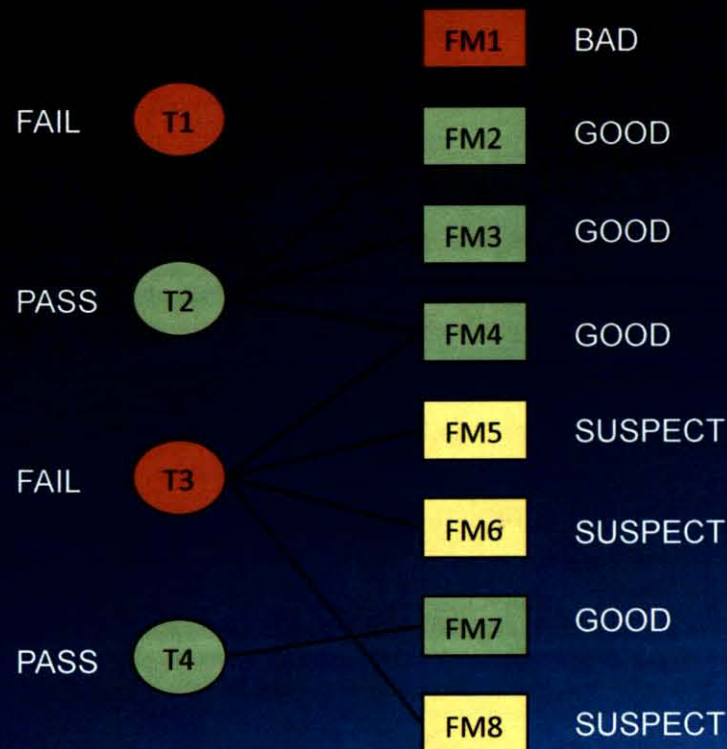 FM1 BAD
FAIL T1
FM2 GOOD
FM3 GOOD
PASS T2
FM4 GOOD
FM5 SUSPECT
FAIL T3
FM6 SUSPECT
FM7 GOOD
PASS T4
FM8 SUSPECT